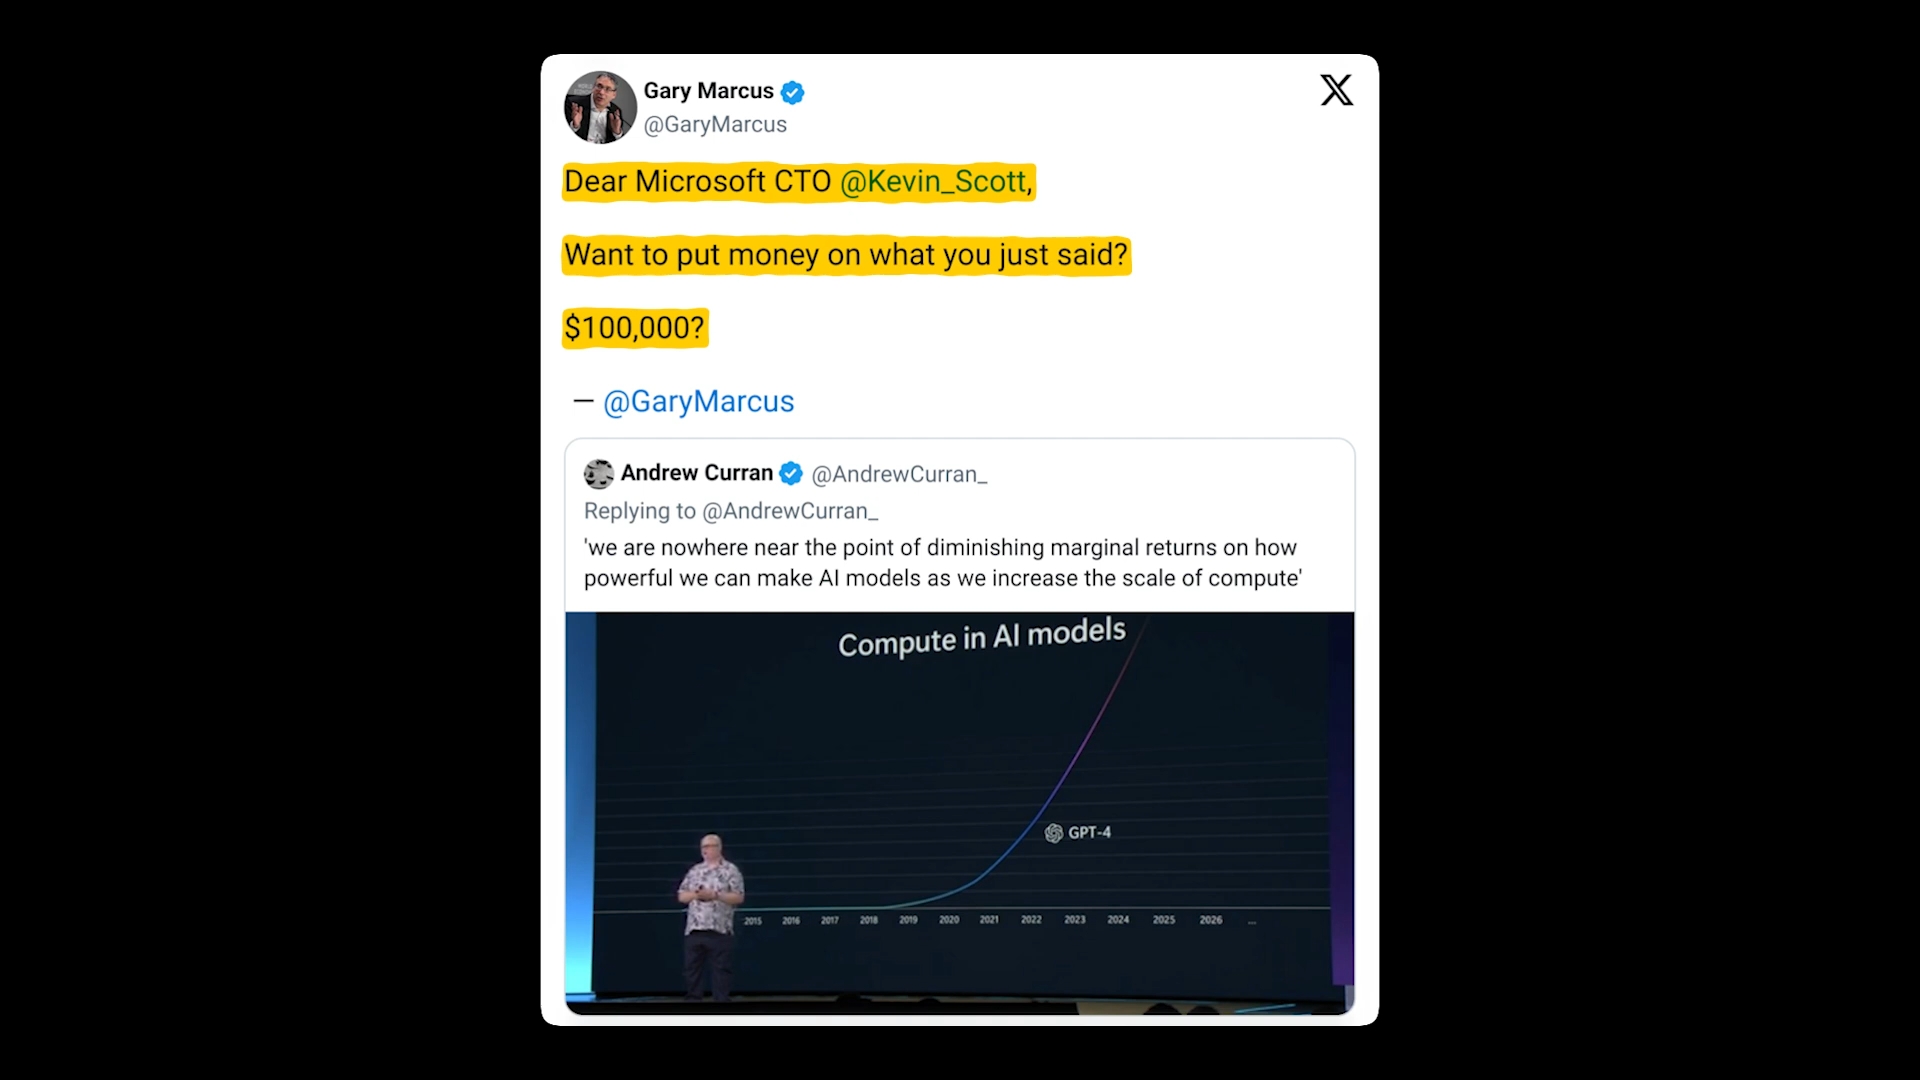 Gary Marcus
@GaryMarcus
Dear Microsoft CTO @Kevin_Scott,
Want to put money on what you just said?
$100,000?
— @GaryMarcus
Andrew Curran @AndrewCurran_
Replying to @AndrewCurran_
'we are nowhere near the point of diminishing marginal returns on how
powerful we can make AI models as we increase the scale of compute'
Compute in AI models
GPT-4
2015 2016 2017 2018 2019 2020 2021 2022 2023 2024 2025 2026 ...